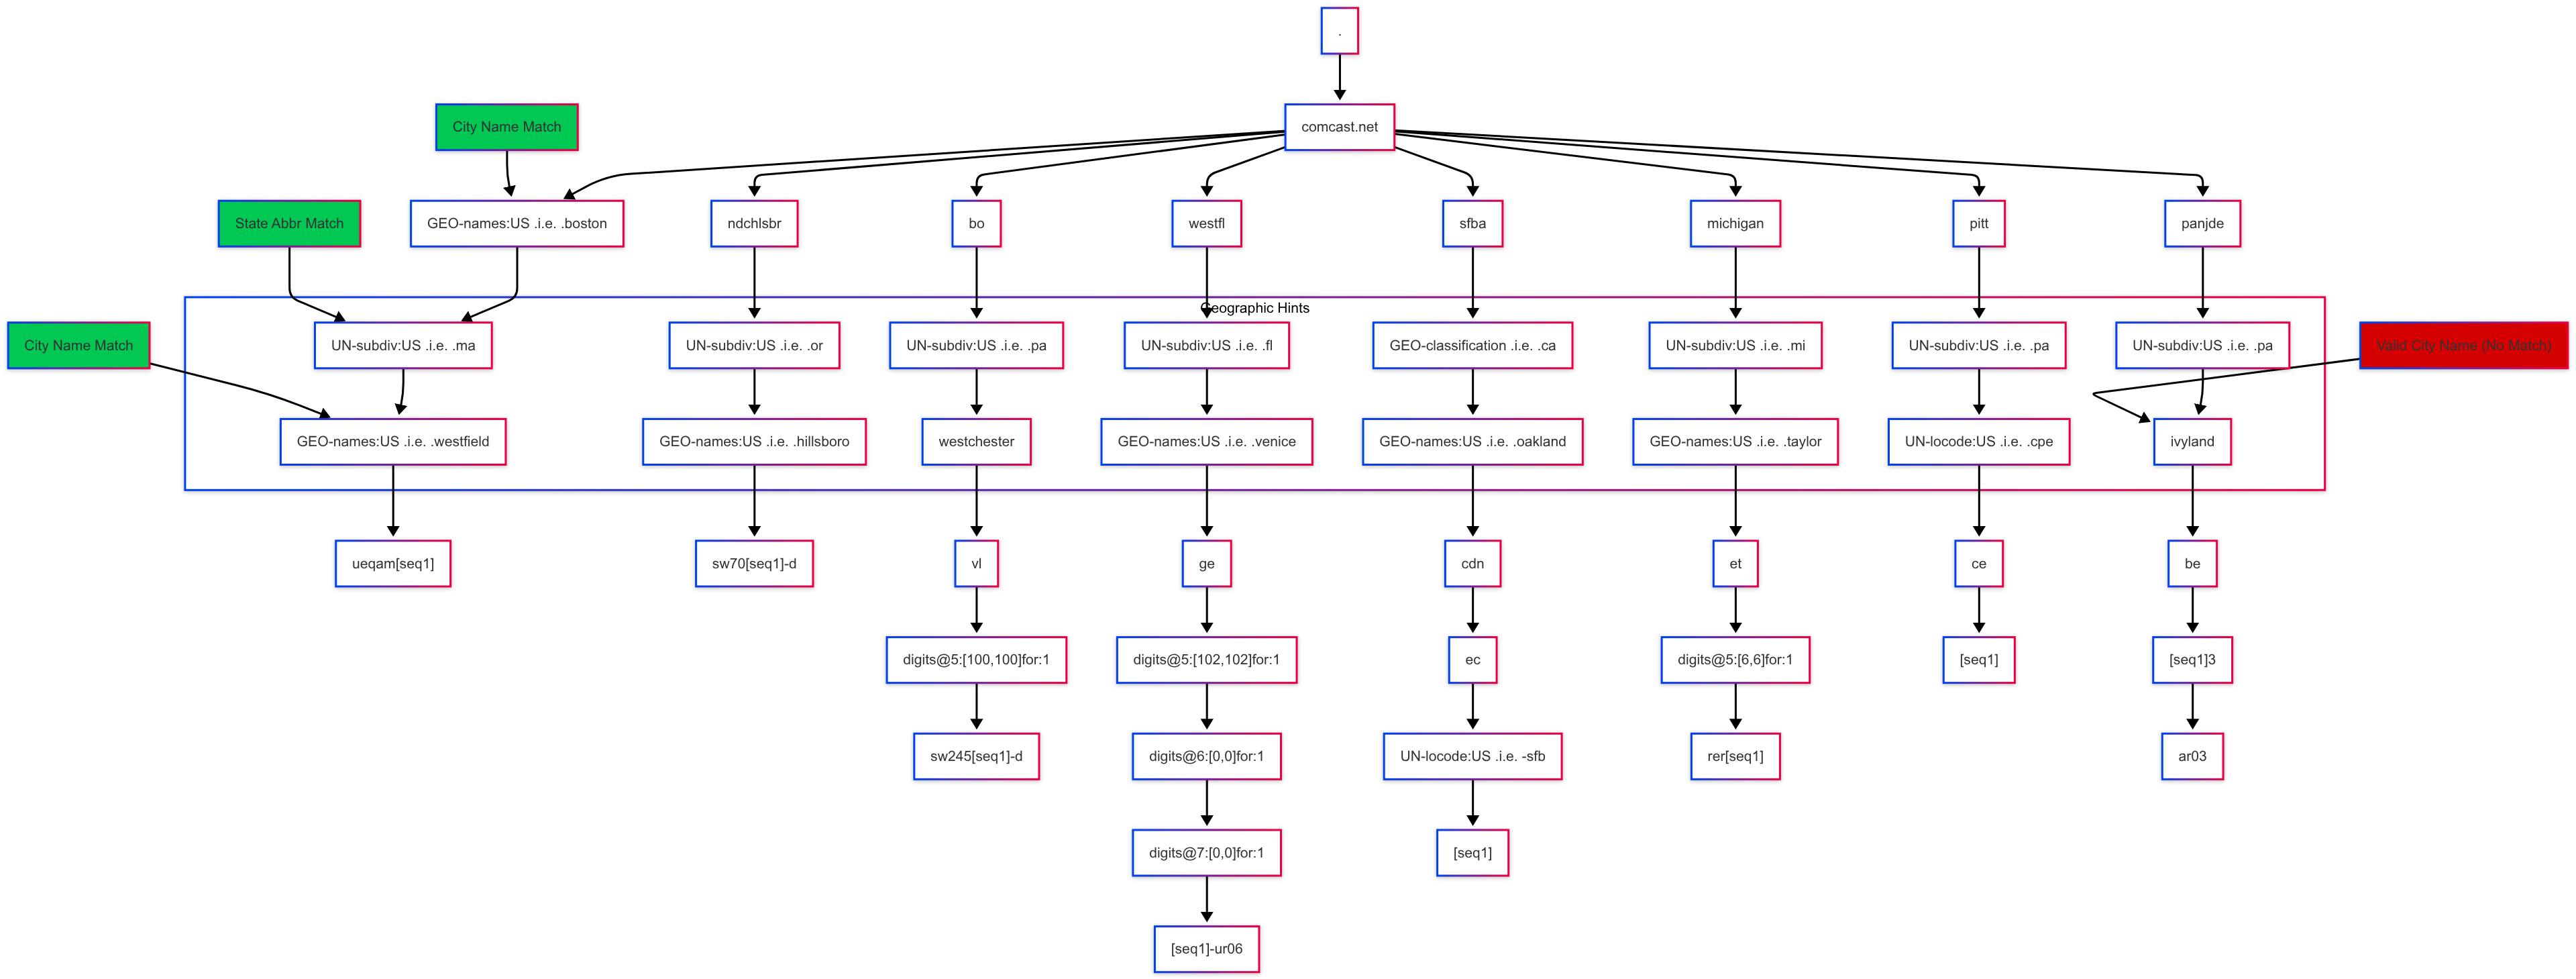 .
City Name Match
comcast.net
State Abbr Match
GEO-names:US .i.e. .boston
ndchlsbr
bo
westfl
sfba
michigan
pitt
panjde
Geographic Hints
City Name Match
UN-subdiv:US .i.e. .ma
UN-subdiv:US .i.e. .or
UN-subdiv:US .i.e. .pa
UN-subdiv:US .i.e. .fl
GEO-classification .i.e. .ca
UN-subdiv:US .i.e. .mi
UN-subdiv:US .i.e. .pa
UN-subdiv:US .i.e. .pa
Valid City Name (No Match)
GEO-names:US .i.e. .westfield
GEO-names:US .i.e. .hillsboro
westchester
GEO-names:US .i.e. .venice
GEO-names:US .i.e. .oakland
GEO-names:US .i.e. .taylor
UN-locode:US .i.e. .cpe
ivyland
ueqam[seq1]
sw70[seq1]-d
vl
ge
cdn
et
ce
be
digits@5:[100,100]for:1
digits@5:[102,102]for:1
ec
digits@5:[6,6]for:1
[seq1]
[seq1]3
sw245[seq1]-d
digits@6:[0,0]for:1
UN-locode:US .i.e. -sfb
rer[seq1]
ar03
digits@7:[0,0]for:1
[seq1]
[seq1]-ur06